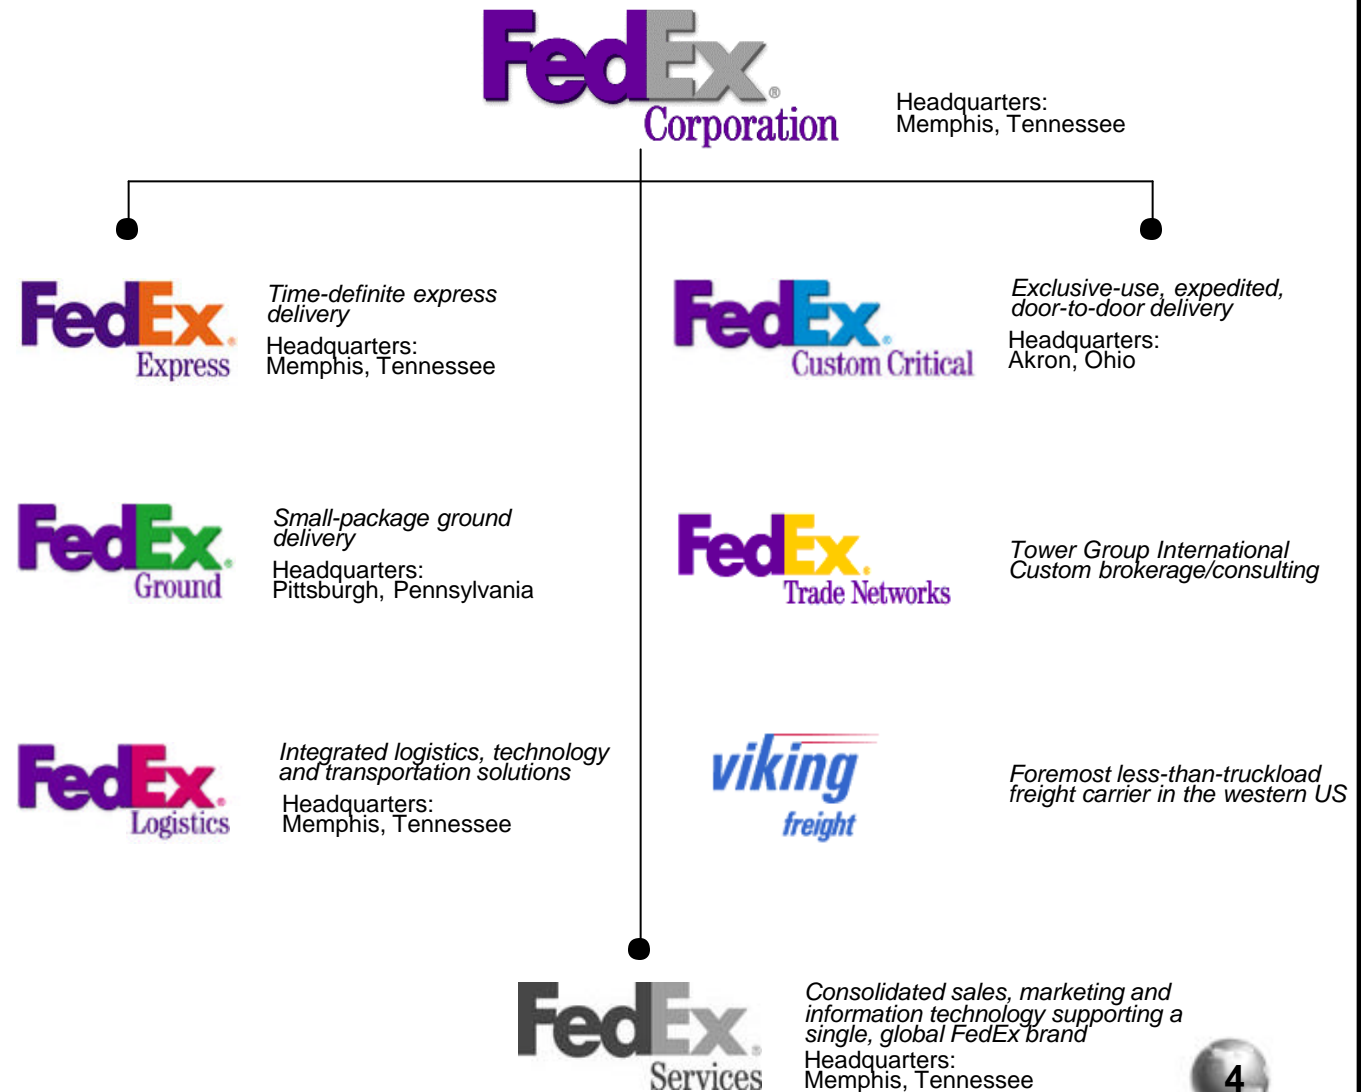 FedEx®
Corporation
Headquarters:
Memphis, Tennessee
FedEx®
Express
Time-definite express
delivery
Headquarters:
Memphis, Tennessee
FedEx®
Custom Critical
Exclusive-use, expedited,
door-to-door delivery
Headquarters:
Akron, Ohio
FedEx®
Ground
Small-package ground
delivery
Headquarters:
Pittsburgh, Pennsylvania
FedEx®
Trade Networks
Tower Group International
Custom brokerage/consulting
FedEx®
Logistics
Integrated logistics, technology
and transportation solutions
Headquarters:
Memphis, Tennessee
viking
freight
Foremost less-than-truckload
freight carrier in the western US
FedEx®
Services
Consolidated sales, marketing and
information technology supporting a
single, global FedEx brand
Headquarters:
Memphis, Tennessee
4